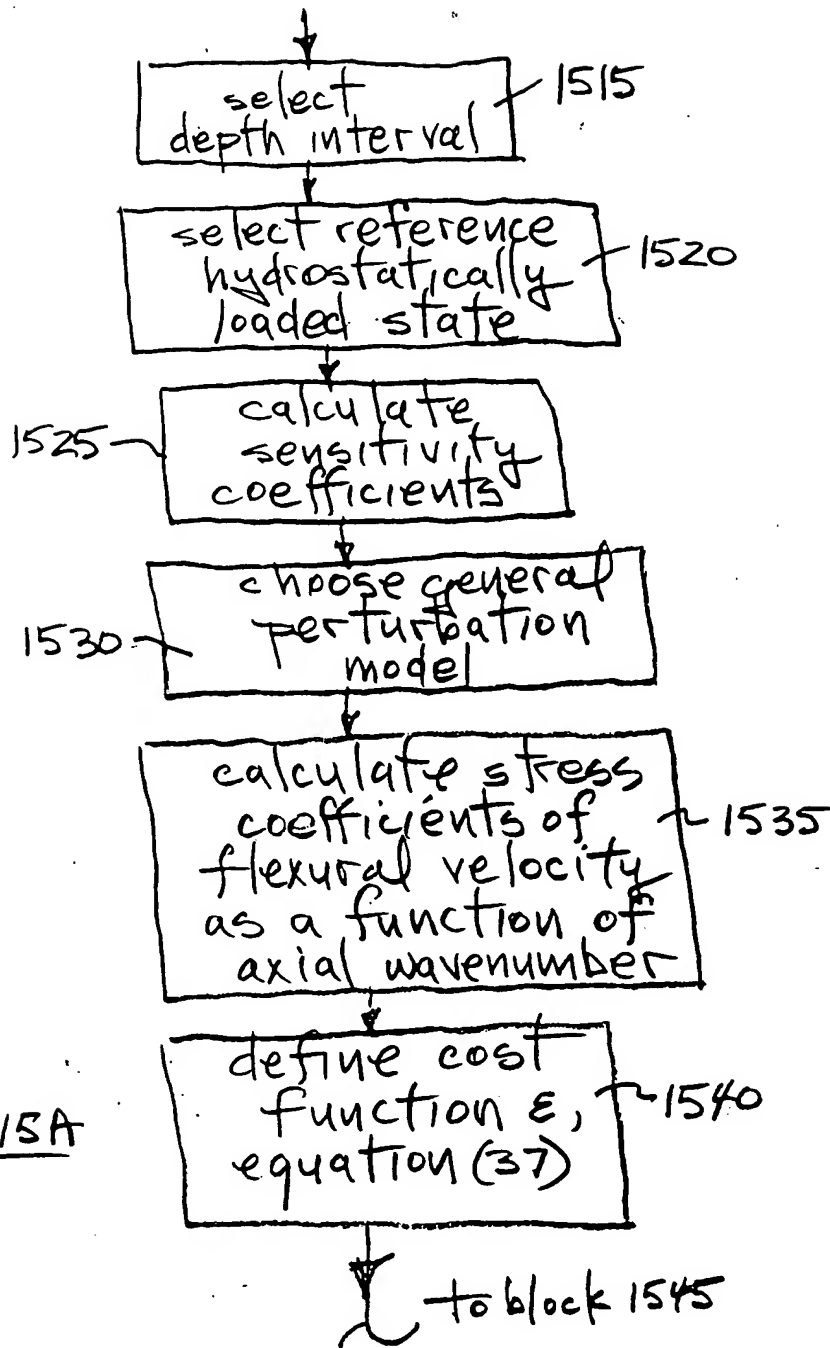 select
depth interval
1515
select reference
hydrostatically
loaded state
1520
calculate
sensitivity
coefficients
1525
choose general
perturbation
model
1530
calculate stress
coefficients of
flexural velocity
as a function of
axial wavenumber
1535
define cost
function ε,
equation (37)
1540
15A
to block 1545